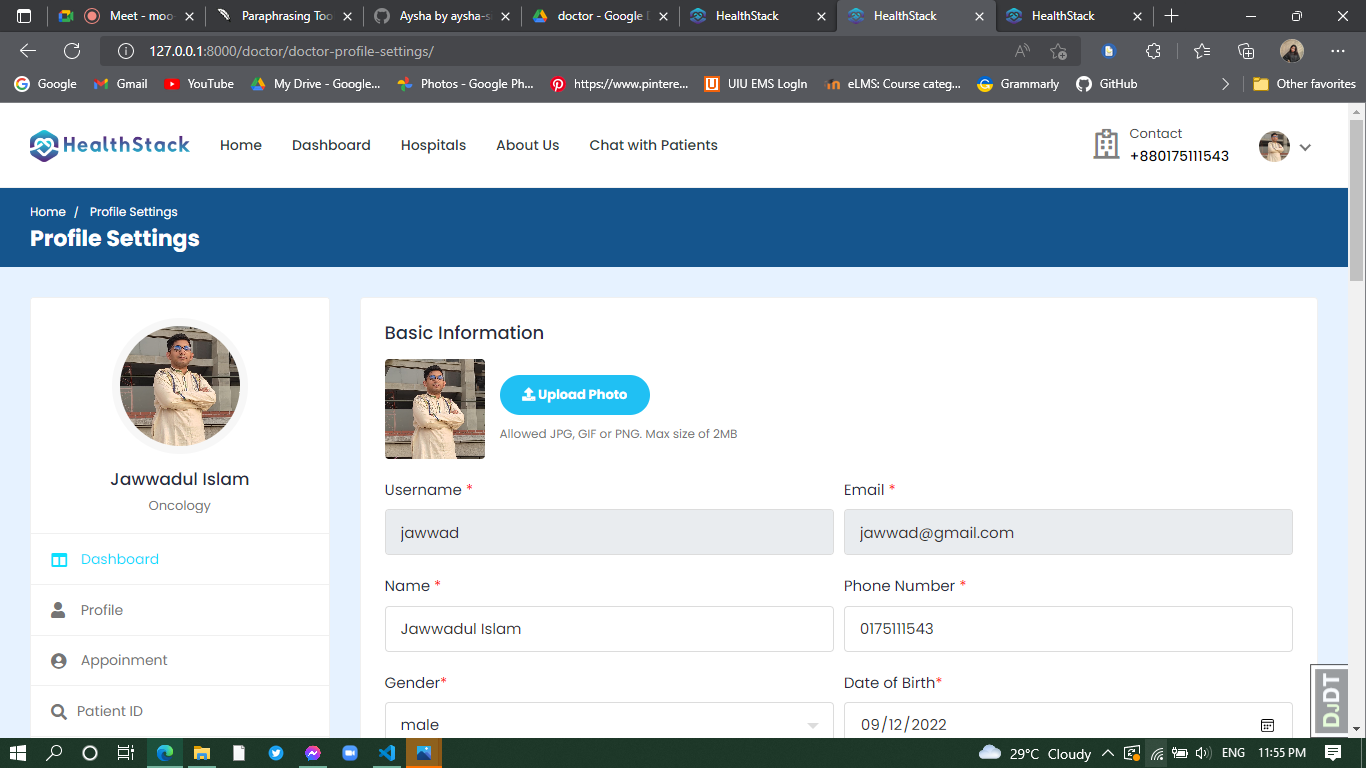 Meet - moo
Paraphrasing Too
Aysha by aysha-s
doctor - Google D
HealthStack
HealthStack
HealthStack
127.0.0.1:8000/doctor/doctor-profile-settings/
Google
Gmail
YouTube
My Drive - Google...
Photos - Google Ph...
https://www.pintere...
UIU EMS LogIn
eLMS: Course categ...
Grammarly
GitHub
Other favorites
HealthStack
Home
Dashboard
Hospitals
About Us
Chat with Patients
Contact
+880175111543
Home / Profile Settings
Profile Settings
Jawwadul Islam
Oncology
Dashboard
Profile
Appoinment
Patient ID
Basic Information
Upload Photo
Allowed JPG, GIF or PNG. Max size of 2MB
Username *
Email *
jawwad
jawwad@gmail.com
Name *
Phone Number *
Jawwadul Islam
0175111543
Gender*
Date of Birth*
male
09/12/2022
DJDT
29°C Cloudy
ENG
11:55 PM